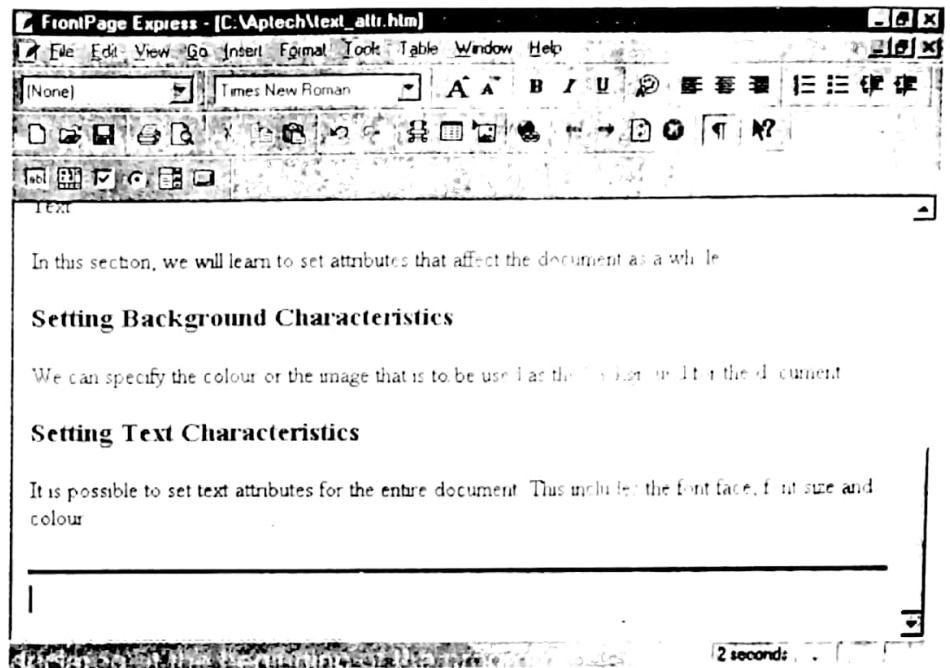 FrontPage Express - [C:\Aptech\text_attr.htm]
File Edit View Go Insert Format Tools Table Window Help
(None) Times New Roman A A B I U
abl
Text
In this section, we will learn to set attributes that affect the document as a
Setting Background Characteristics
We can specify the colour or the image that is to be used as the for the
Setting Text Characteristics
It is possible to set text attributes for the entire document This includes the font face, font size and
colour
2 seconds